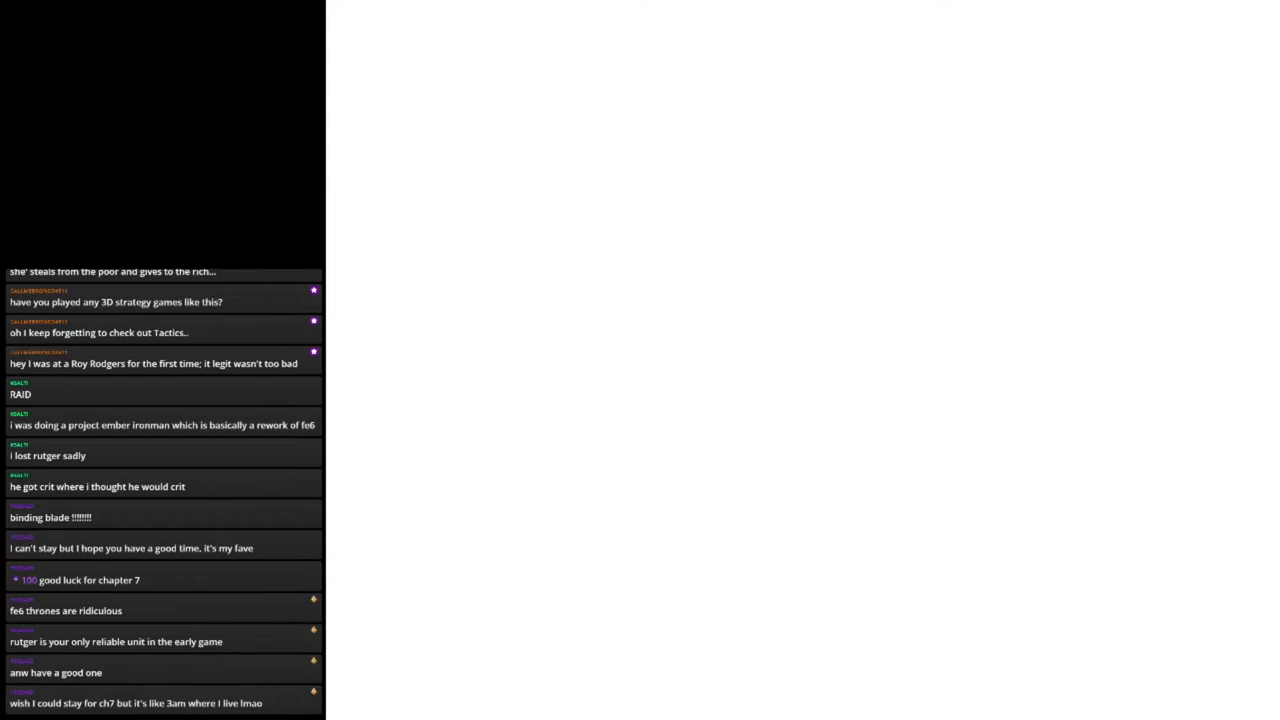 she' steals from the poor and gives to the rich...
have you played any 3D strategy games like this?
oh I keep forgetting to check out Tactics..
hey I was at a Roy Rodgers for the first time; it legit wasn't too bad
RAID
i was doing a project ember ironman which is basically a rework of fe6
i lost rutger sadly
he got crit where i thought he would crit
binding blade !!!!!!!!
I can't stay but I hope you have a good time, it's my fave
100 good luck for chapter 7
fe6 thrones are ridiculous
rutger is your only reliable unit in the early game
anw have a good one
wish I could stay for ch7 but it's like 3am where I live lmao